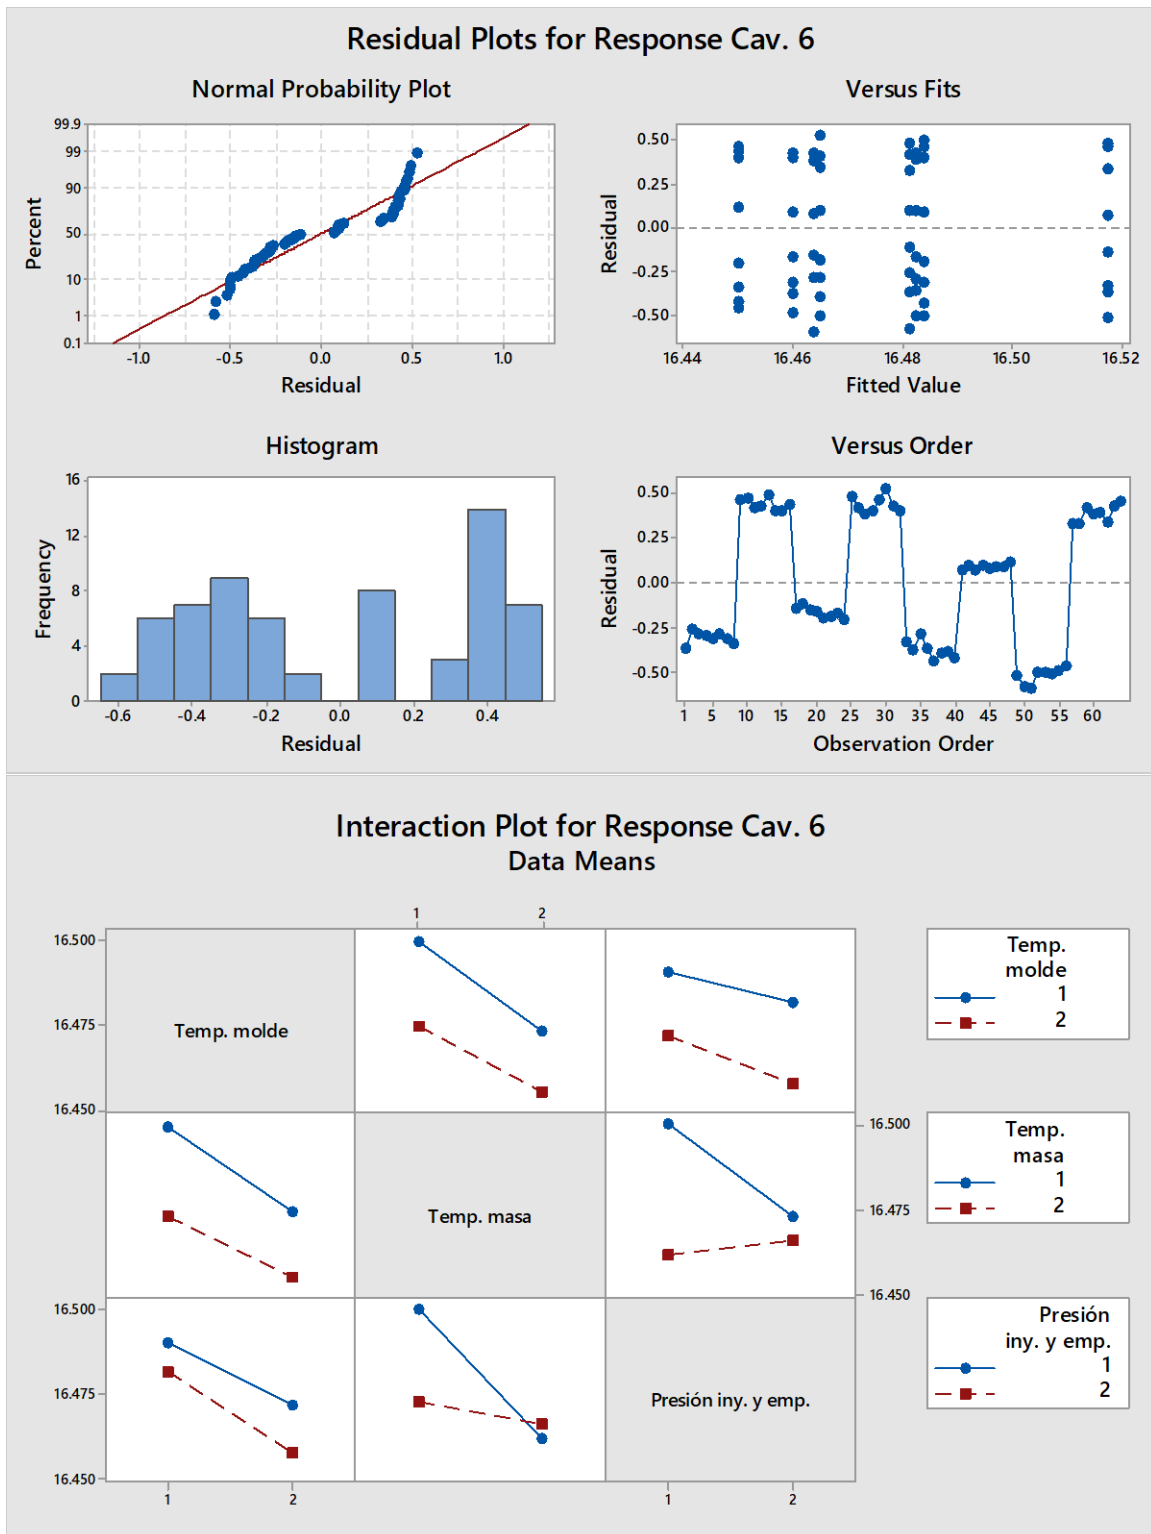 Residual Plots for Response Cav. 6
Normal Probability Plot
99.9
99
90
50
10
1
0.1
Percent
-1.0 -0.5 0.0 0.5 1.0
Residual
Versus Fits
0.50
0.25
0.00
-0.25
-0.50
Residual
16.44 16.46 16.48 16.50 16.52
Fitted Value
Histogram
16
12
8
4
0
Frequency
-0.6 -0.4 -0.2 0.0 0.2 0.4
Residual
Versus Order
0.50
0.25
0.00
-0.25
-0.50
Residual
1 5 10 15 20 25 30 35 40 45 50 55 60
Observation Order
Interaction Plot for Response Cav. 6
Data Means
1 2
16.500
16.475
16.450
Temp. molde
Temp.
molde
1
2
Temp. masa
16.500
16.475
16.450
Temp.
masa
1
2
16.500
16.475
16.450
Presión iny. y emp.
Presión
iny. y emp.
1
2
1 2
1 2